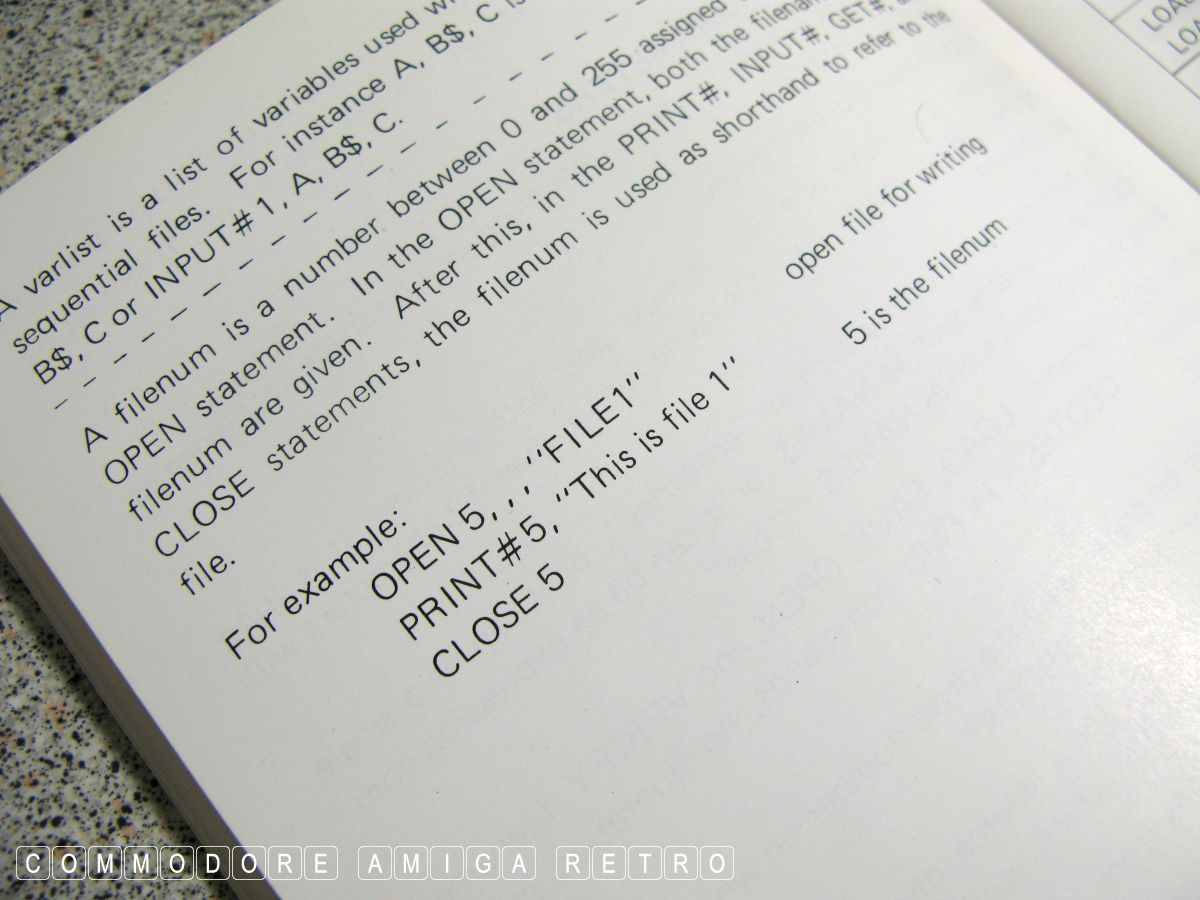 A varlist is a list of variables used
sequential files. For instance A, B$, C is
B$, C or INPUT#1, A, B$, C.
– – – – – – – – – – – – – – – – – – –
A filenum is a number between 0 and 255 assigned
OPEN statement. In the OPEN statement, both the
filenum are given. After this, in the PRINT#, INPUT#, GET#,
CLOSE statements, the filenum is used as shorthand to refer to the
file.
For example:
OPEN 5, , , "FILE1" open file for writing
PRINT#5, "This is file 1" 5 is the filenum
CLOSE 5
COMMODORE AMIGA RETRO